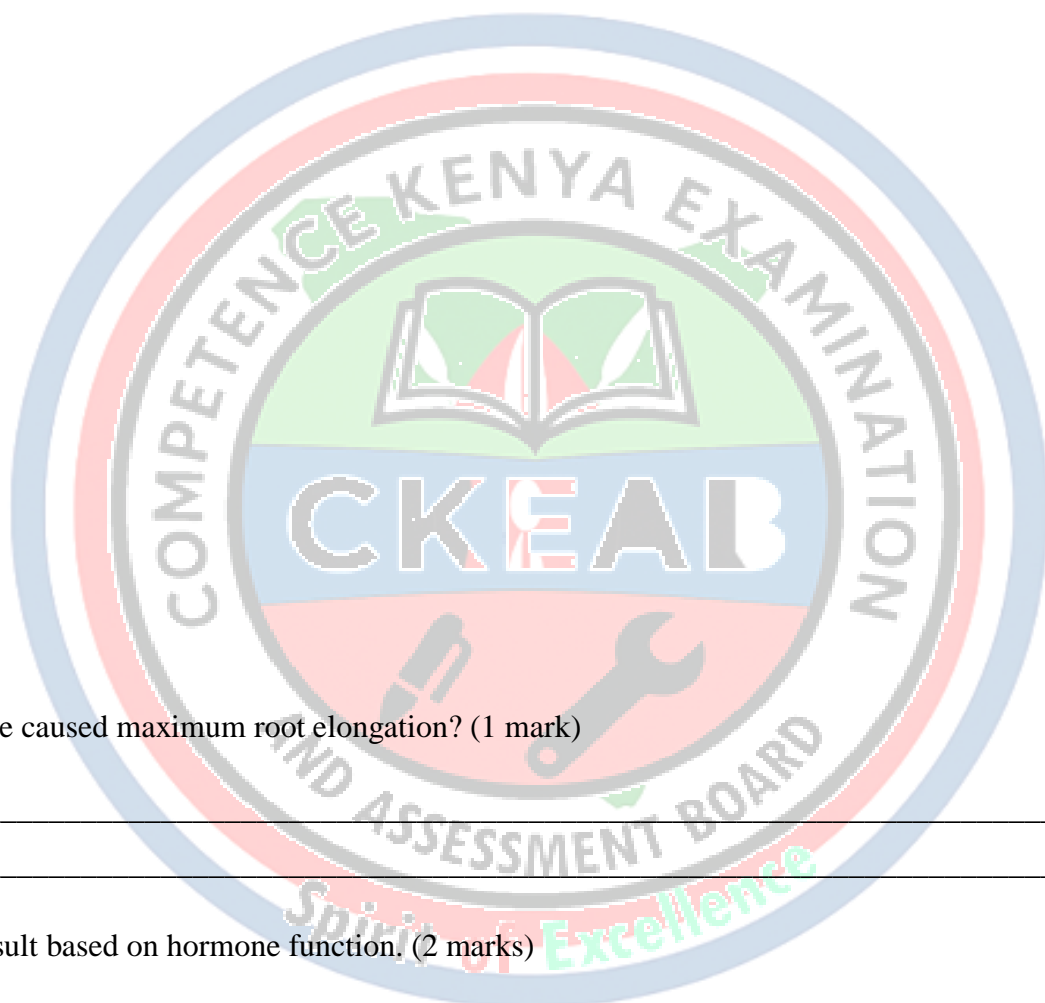 COMPETENCE KENYA EXAMINATION
CKEAB
e caused maximum root elongation? (1 mark)
AND ASSESSMENT BOARD
Spirit of Excellence
sult based on hormone function. (2 marks)